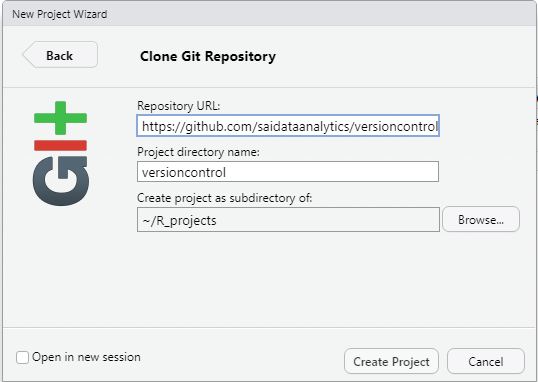 New Project Wizard
Back
Clone Git Repository
Repository URL:
https://github.com/saidataanalytics/versioncontrol
Project directory name:
versioncontrol
Create project as subdirectory of:
~/R_projects
Browse...
GIt
Open in new session
Create Project
Cancel